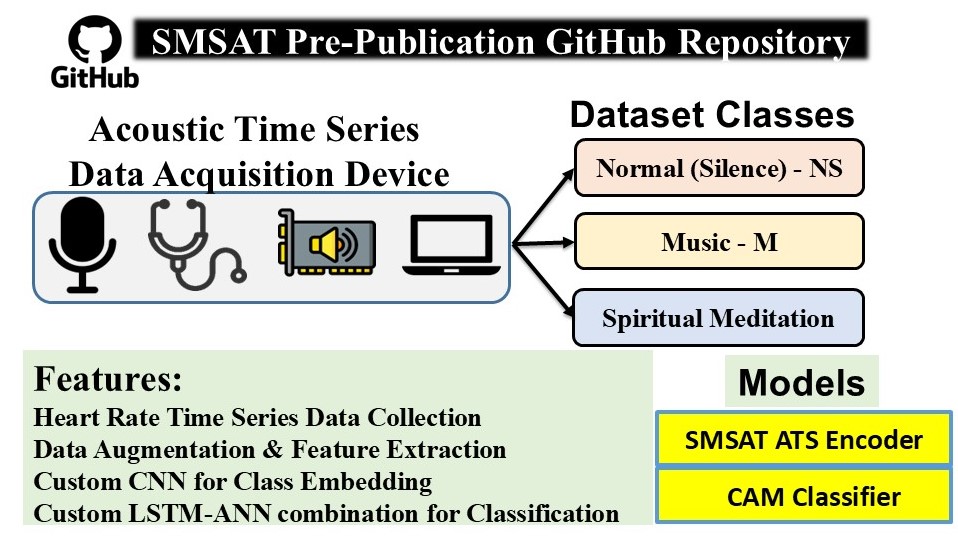 SMSAT Pre-Publication GitHub Repository
GitHub
Acoustic Time Series
Data Acquisition Device
Dataset Classes
Normal (Silence) - NS
Music - M
Spiritual Meditation
Features:
Heart Rate Time Series Data Collection
Data Augmentation & Feature Extraction
Custom CNN for Class Embedding
Custom LSTM-ANN combination for Classification
Models
SMSAT ATS Encoder
CAM Classifier